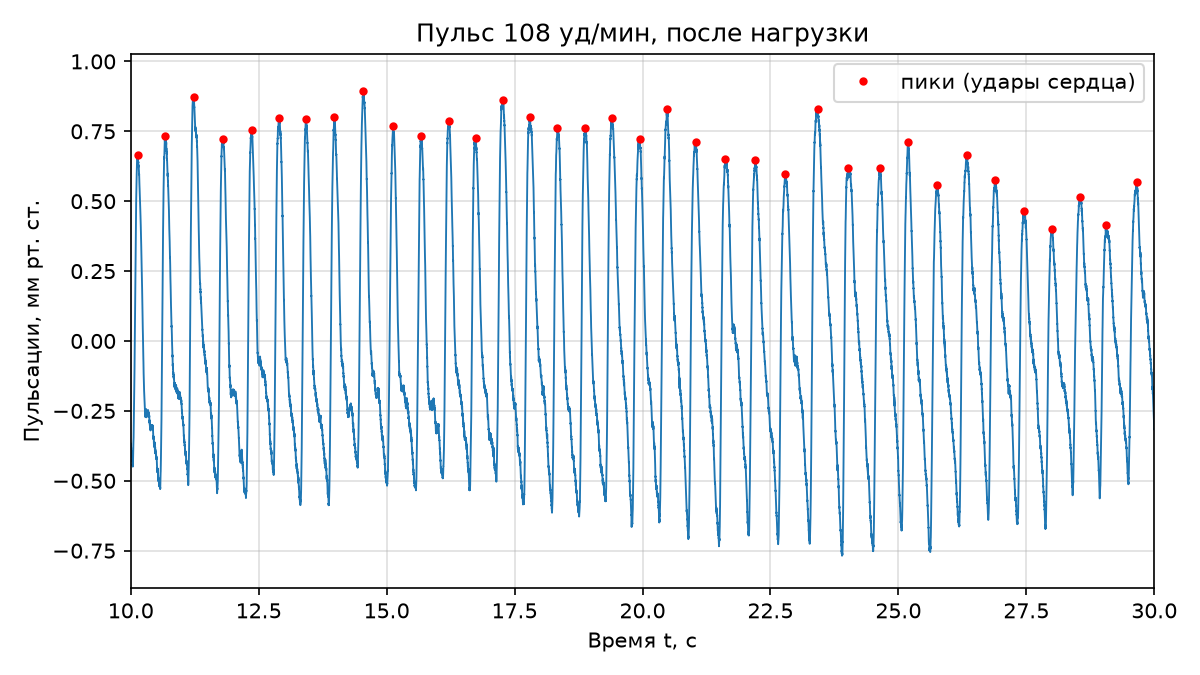 Пульс 108 уд/мин, после нагрузки
пики (удары сердца)
Пульсации, мм рт. ст.
1.00
0.75
0.50
0.25
0.00
−0.25
−0.50
−0.75
10.0 12.5 15.0 17.5 20.0 22.5 25.0 27.5 30.0
Время t, с